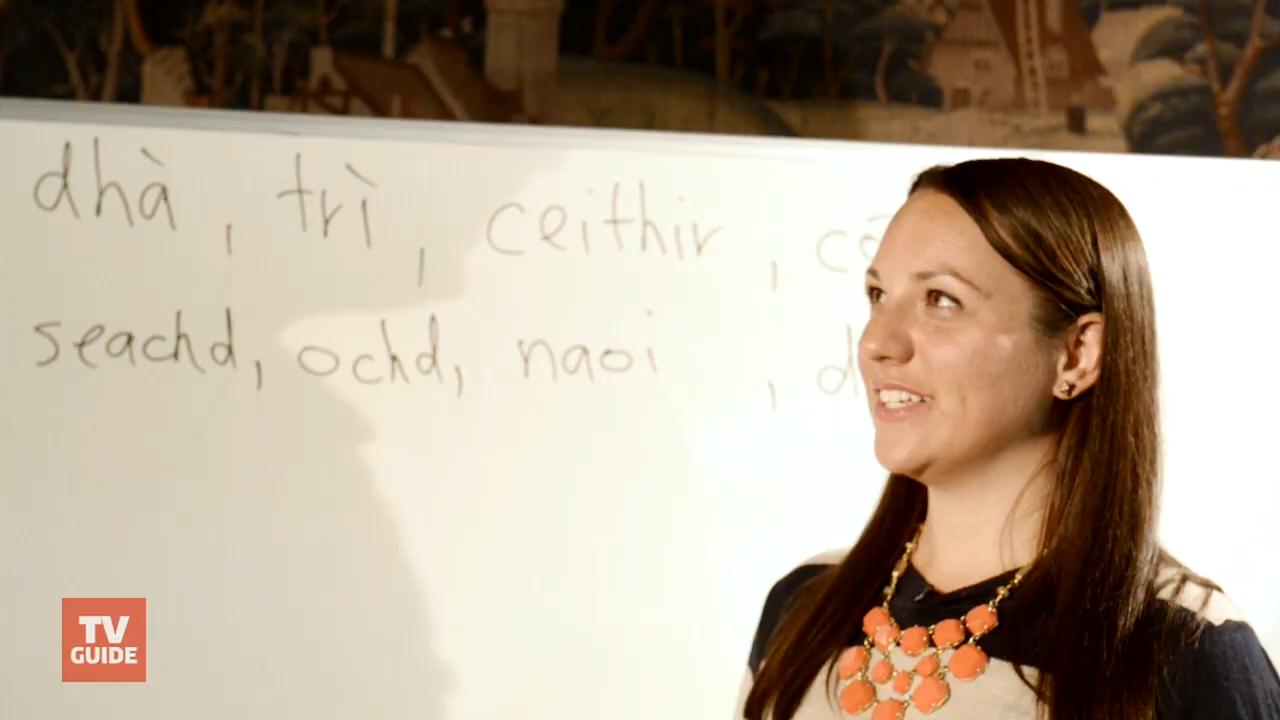 dhà, trì, ceithir,
seachd, ochd, naoi,
TV
GUIDE